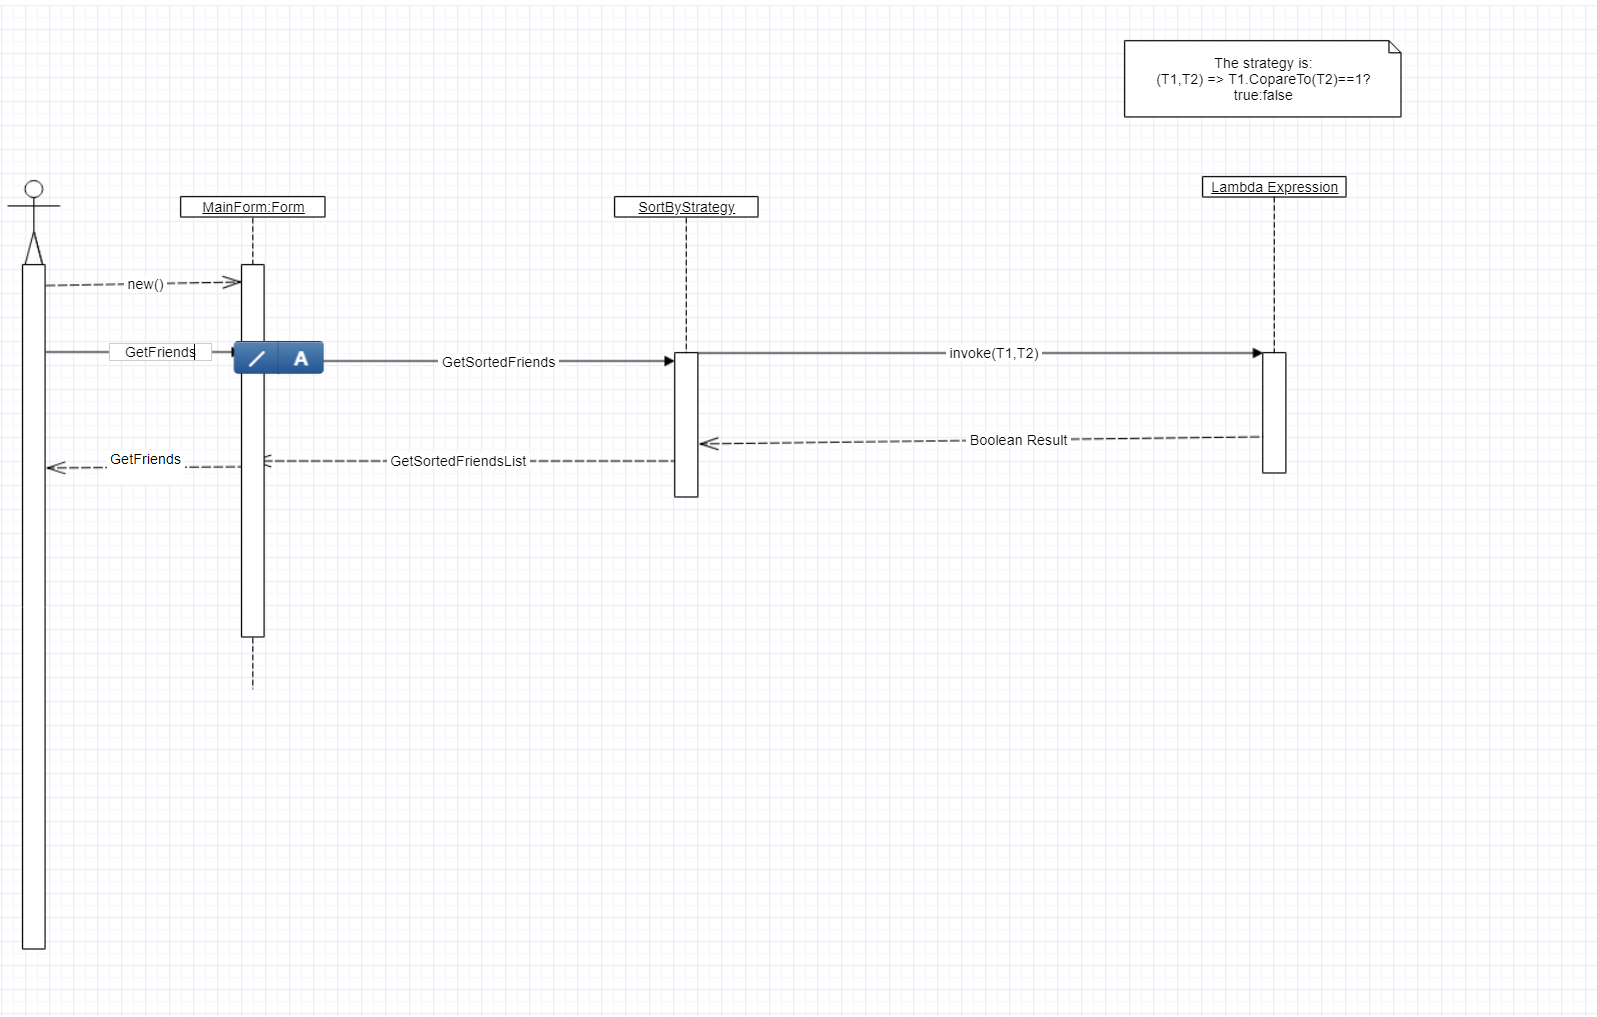 The strategy is:
(T1,T2) => T1.CopareTo(T2)==1?
true:false
Lambda Expression
MainForm:Form
SortByStrategy
new()
GetFriends
A
GetSortedFriends
invoke(T1,T2)
Boolean Result
GetFriends
GetSortedFriendsList